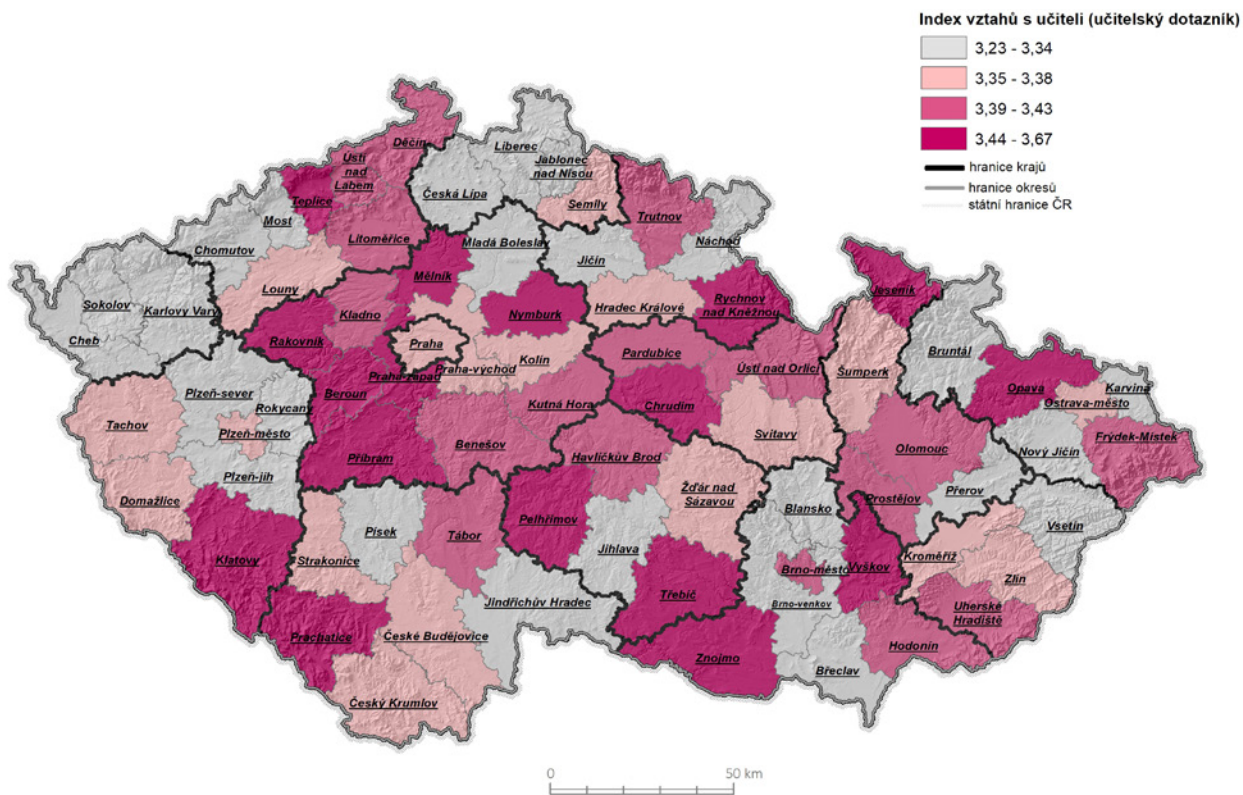 Index vztahů s učiteli (učitelský dotazník)
3,23 - 3,34
3,35 - 3,38
3,39 - 3,43
3,44 - 3,67
hranice krajů
hranice okresů
státní hranice ČR
Děčín
Liberec
Ústí
nad
Labem
Jablonec
nad Nisou
Teplice
Česká Lípa
Semily
Most
Trutnov
Chomutov
Litoměřice
Mladá Boleslav
Náchod
Jičín
Mělník
Louny
Jeseník
Sokolov
Karlovy Vary
Kladno
Nymburk
Hradec Králové
Rychnov
nad Kněžnou
Cheb
Rakovník
Praha
Bruntál
Pardubice
Kolín
Praha-východ
Ústí nad Orlicí
Šumperk
Praha-západ
Beroun
Opava
Karviná
Ostrava-město
Plzeň-sever
Rokycany
Kutná Hora
Chrudim
Tachov
Plzeň-město
Svitavy
Frýdek-Místek
Benešov
Olomouc
Nový Jičín
Příbram
Havlíčkův Brod
Plzeň-jih
Přerov
Domažlice
Žďár nad
Sázavou
Prostějov
Blansko
Pelhřimov
Vsetín
Písek
Tábor
Jihlava
Klatovy
Strakonice
Kroměříž
Brno-město
Vyškov
Zlín
Třebíč
Jindřichův Hradec
Brno-venkov
Uherské
Hradiště
Prachatice
České Budějovice
Hodonín
Znojmo
Břeclav
Český Krumlov
0 50 km